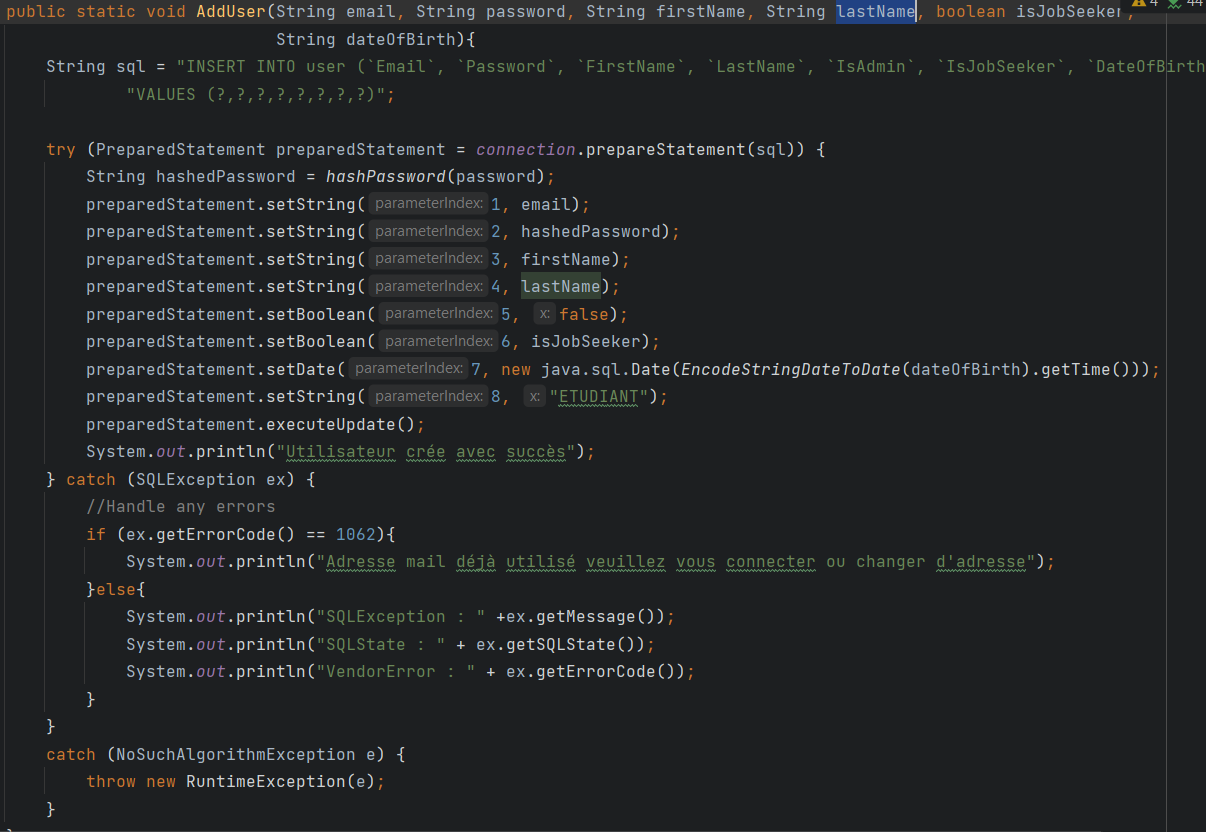 public static void AddUser(String email, String password, String firstName, String lastName, boolean isJobSeeker, 4 44
String dateOfBirth){
String sql = "INSERT INTO user (`Email`, `Password`, `FirstName`, `LastName`, `IsAdmin`, `IsJobSeeker`, `DateOfBirth
"VALUES (?,?,?,?,?,?,?,?)";
try (PreparedStatement preparedStatement = connection.prepareStatement(sql)) {
String hashedPassword = hashPassword(password);
preparedStatement.setString( parameterIndex: 1, email);
preparedStatement.setString( parameterIndex: 2, hashedPassword);
preparedStatement.setString( parameterIndex: 3, firstName);
preparedStatement.setString( parameterIndex: 4, lastName);
preparedStatement.setBoolean( parameterIndex: 5, x: false);
preparedStatement.setBoolean( parameterIndex: 6, isJobSeeker);
preparedStatement.setDate( parameterIndex: 7, new java.sql.Date(EncodeStringDateToDate(dateOfBirth).getTime()));
preparedStatement.setString( parameterIndex: 8, x: "ETUDIANT");
preparedStatement.executeUpdate();
System.out.println("Utilisateur crée avec succès");
} catch (SQLException ex) {
//Handle any errors
if (ex.getErrorCode() == 1062){
System.out.println("Adresse mail déjà utilisé veuillez vous connecter ou changer d'adresse");
}else{
System.out.println("SQLException : " +ex.getMessage());
System.out.println("SQLState : " + ex.getSQLState());
System.out.println("VendorError : " + ex.getErrorCode());
}
}
catch (NoSuchAlgorithmException e) {
throw new RuntimeException(e);
}